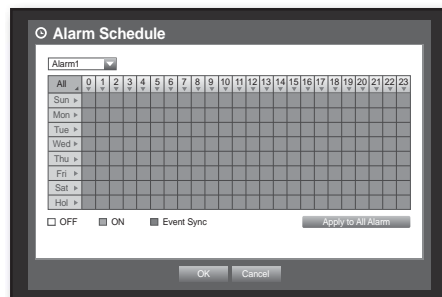 Alarm Schedule
Alarm1
All 0 1 2 3 4 5 6 7 8 9 10 11 12 13 14 15 16 17 18 19 20 21 22 23
Sun
Mon
Tue
Wed
Thu
Fri
Sat
Hol
OFF ON Event Sync Apply to All Alarm
OK Cancel